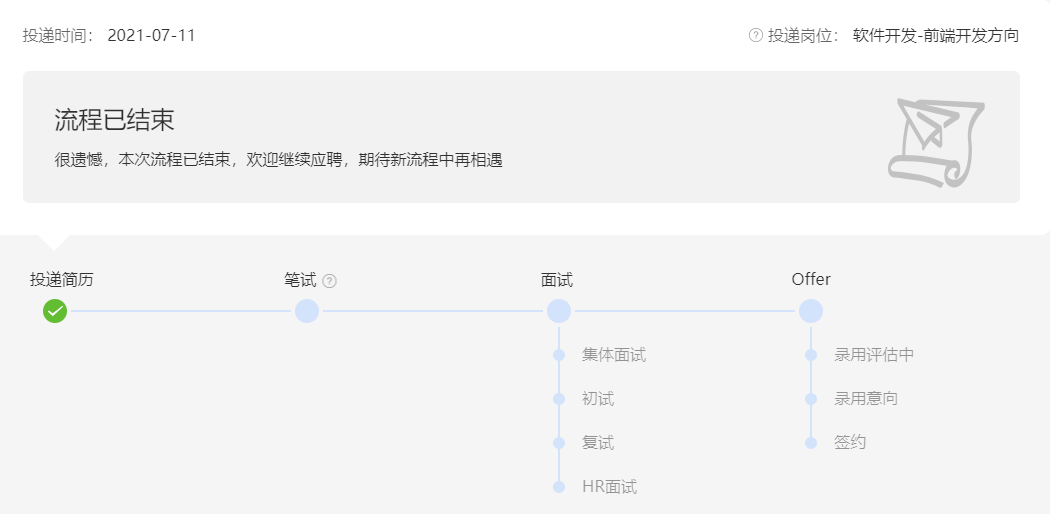 投递时间： 2021-07-11
? 投递岗位： 软件开发-前端开发方向
流程已结束
很遗憾，本次流程已结束，欢迎继续应聘，期待新流程中再相遇
投递简历 笔试 ? 面试 Offer
集体面试 录用评估中
初试 录用意向
复试 签约
HR面试